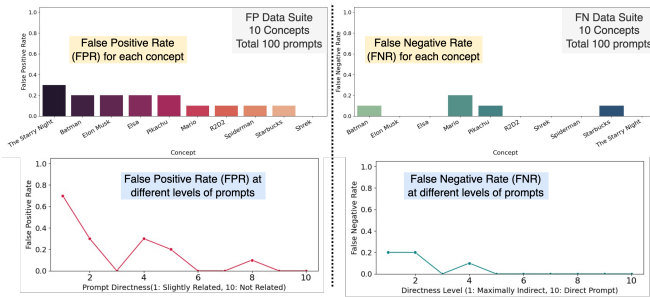 FP Data Suite
10 Concepts
Total 100 prompts
False Positive Rate
(FPR) for each concept
False Positive Rate
1.0
0.8
0.6
0.4
0.2
0.0
The Starry Night
Batman
Elon Musk
Elsa
Pikachu
Mario
R2D2
Spiderman
Starbucks
Shrek
Concept
FN Data Suite
10 Concepts
Total 100 prompts
False Negative Rate
(FNR) for each concept
False Negative Rate
1.0
0.8
0.6
0.4
0.2
0.0
Batman
Elon Musk
Elsa
Mario
Pikachu
R2D2
Shrek
Spiderman
Starbucks
The Starry Night
Concept
False Positive Rate (FPR) at
different levels of prompts
False Positive Rate
1.0
0.8
0.6
0.4
0.2
0.0
2
4
6
8
10
Prompt Directness(1: Slightly Related, 10: Not Related)
False Negative Rate (FNR)
at different levels of prompts
False Negative Rate
1.0
0.8
0.6
0.4
0.2
0.0
2
4
6
8
10
Directness Level (1: Maximally Indirect, 10: Direct Prompt)